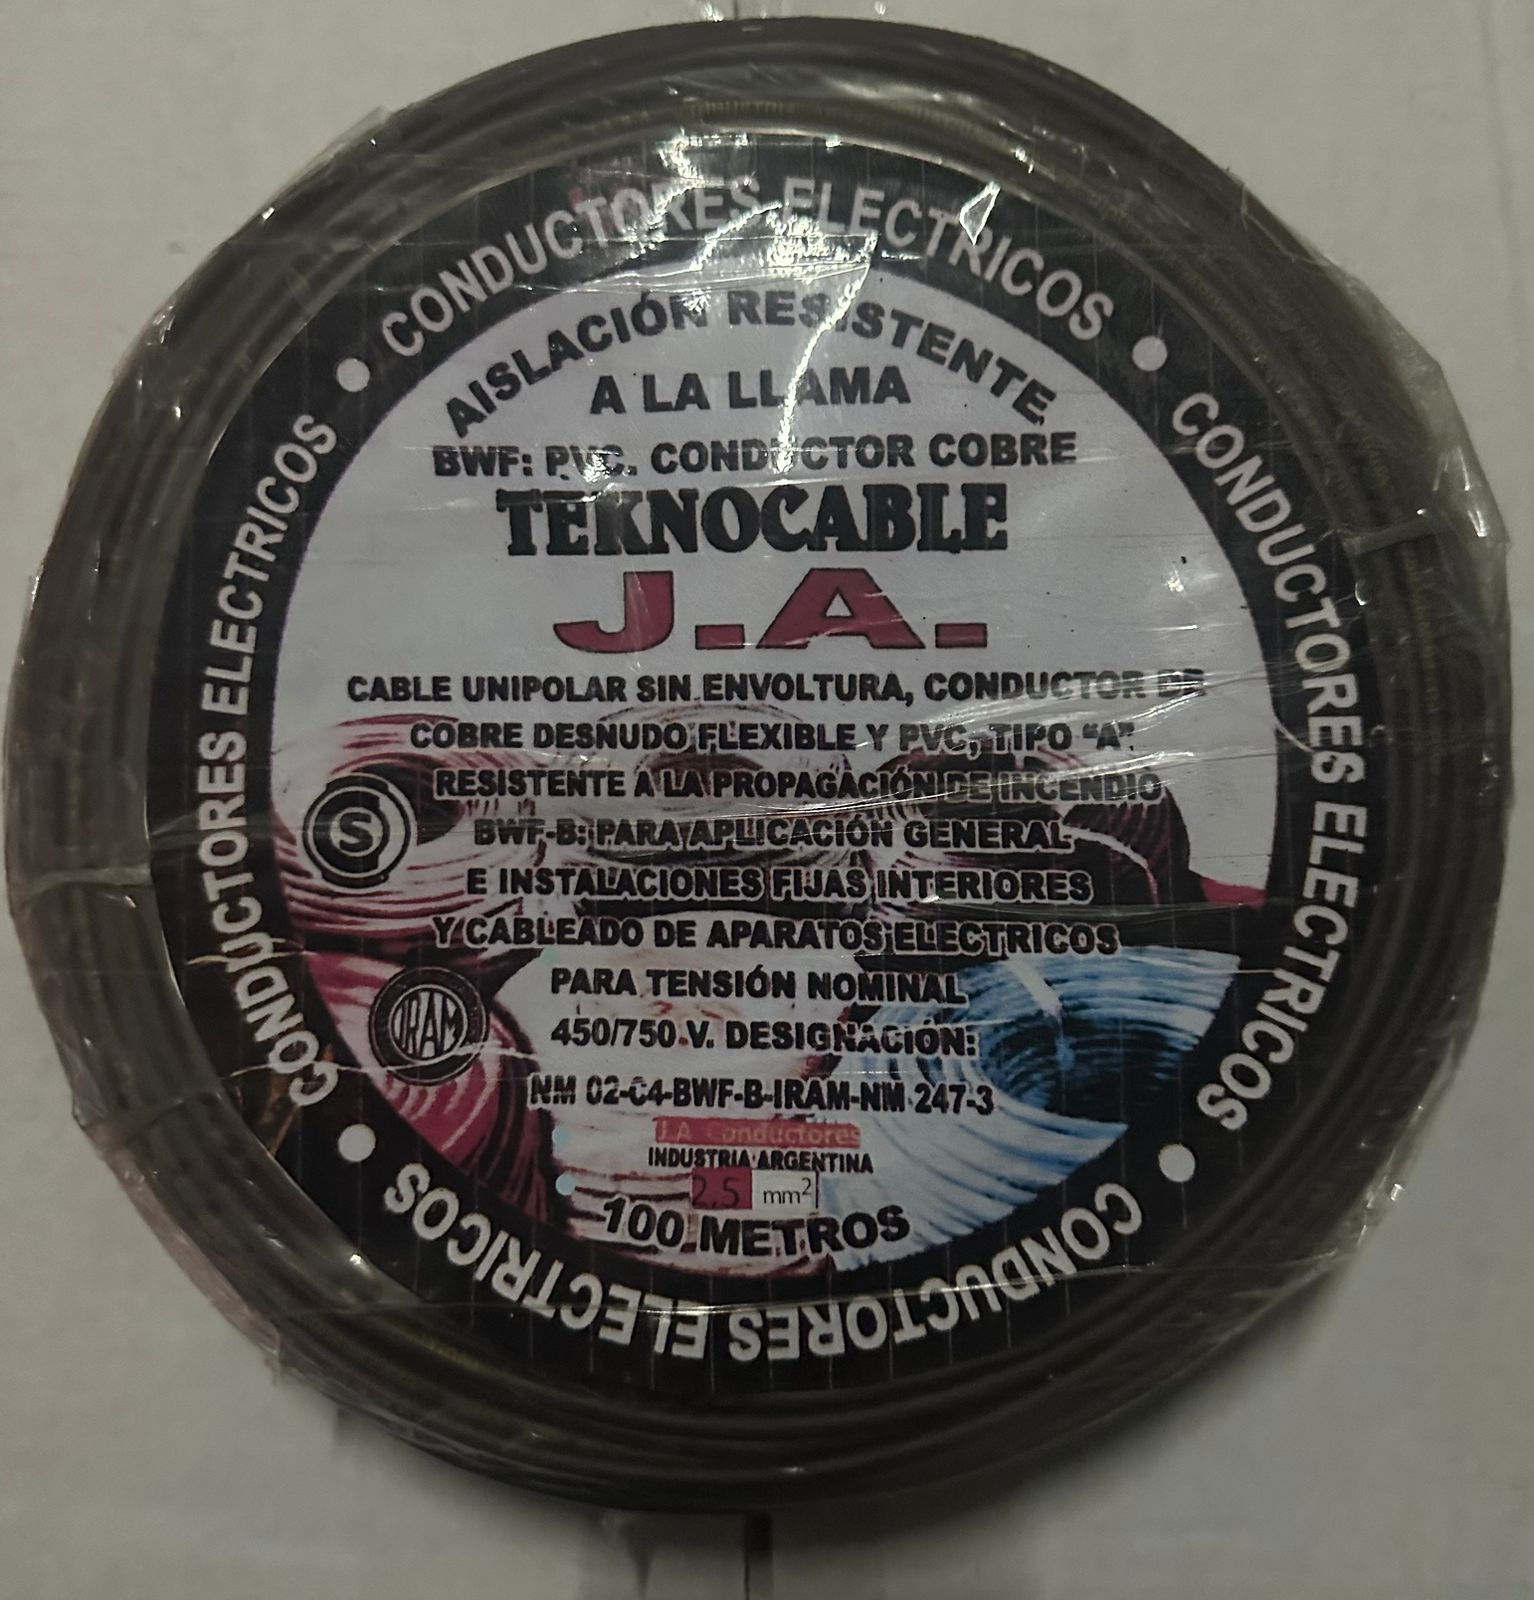 CONDUCTORES ELECTRICOS
CONDUCTORES ELECTRICOS
CONDUCTORES ELECTRICOS
CONDUCTORES ELECTRICOS
CONDUCTORES ELECTRICOS
AISLACIÓN RESISTENTE
A LA LLAMA
BWF: PVC. CONDUCTOR COBRE
TEKNOCABLE
J.A.
CABLE UNIPOLAR SIN ENVOLTURA, CONDUCTOR DE
COBRE DESNUDO FLEXIBLE Y PVC, TIPO “A”
RESISTENTE A LA PROPAGACIÓN DE INCENDIO
S
BWF-B: PARA APLICACIÓN GENERAL
E INSTALACIONES FIJAS INTERIORES
Y CABLEADO DE APARATOS ELECTRICOS
PARA TENSIÓN NOMINAL
IRAM
450/750.V. DESIGNACIÓN:
NM 02-C4-BWF-B-IRAM-NM 247-3
J.A Conductores
INDUSTRIA ARGENTINA
2,5 mm²
100 METROS